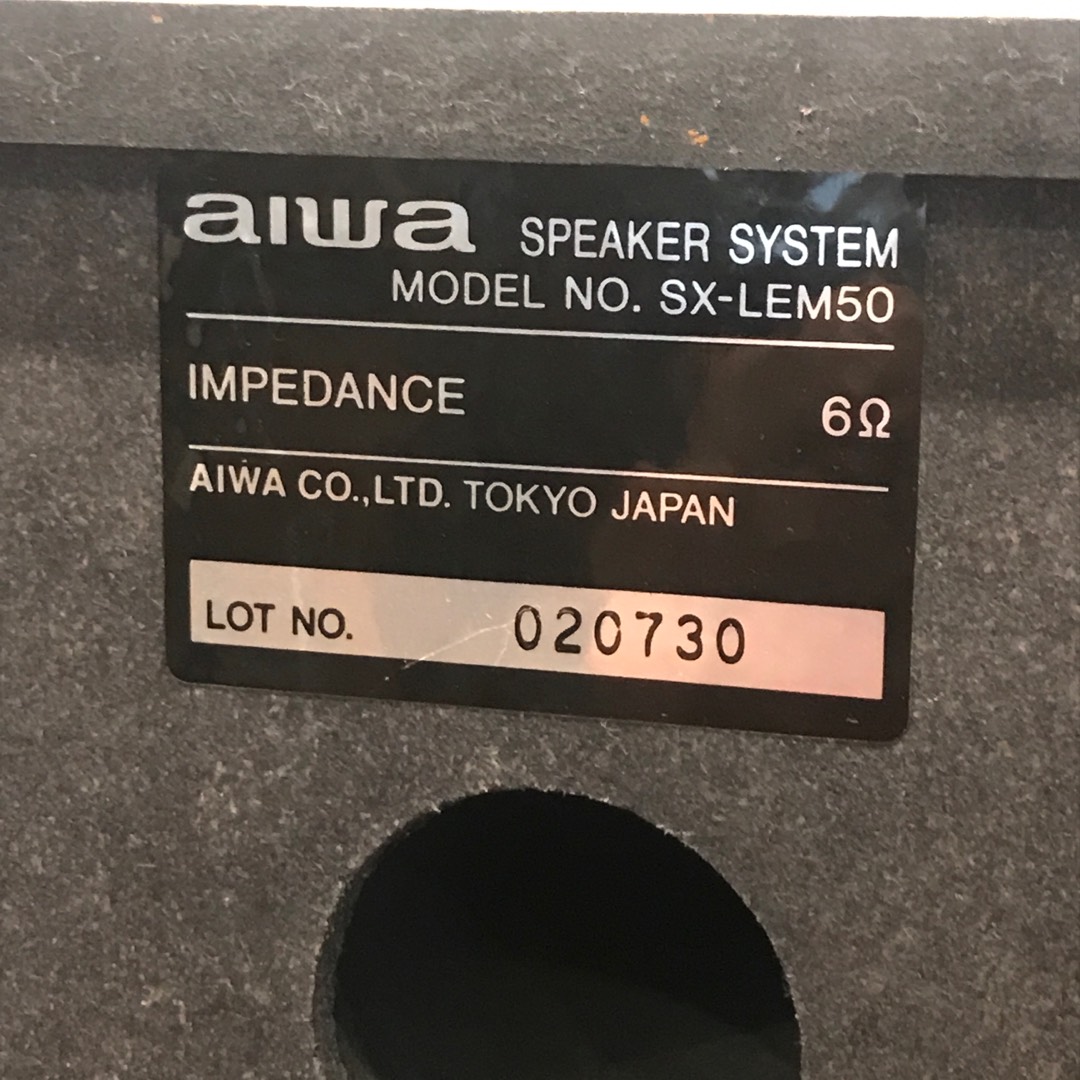 aiwa SPEAKER SYSTEM
MODEL NO. SX-LEM50
IMPEDANCE 6Ω
AIWA CO.,LTD. TOKYO JAPAN
LOT NO. 020730